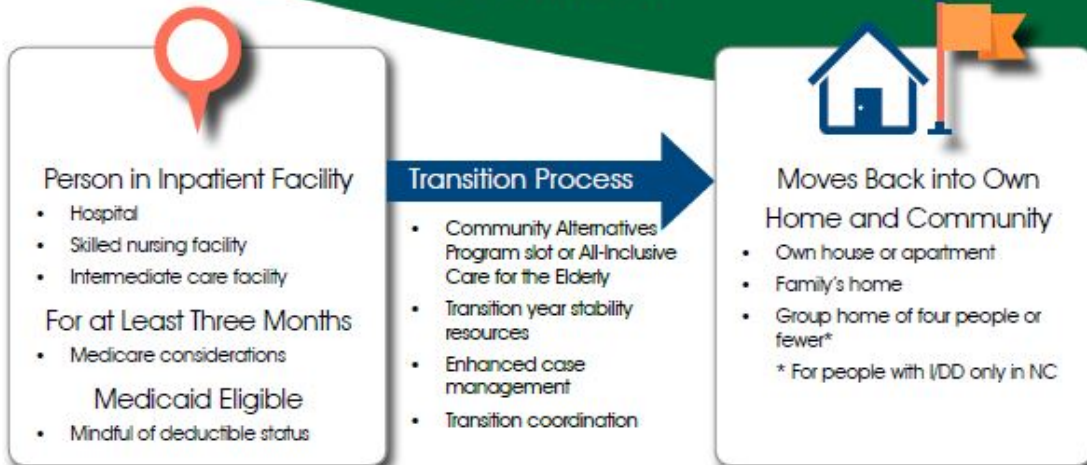 Person in Inpatient Facility
• Hospital
• Skilled nursing facility
• Intermediate care facility
For at Least Three Months
• Medicare considerations
Medicaid Eligible
• Mindful of deductible status
Transition Process
• Community Alternatives
Program slot or All-Inclusive
Care for the Elderly
• Transition year stability
resources
• Enhanced case
management
• Transition coordination
Moves Back into Own
Home and Community
• Own house or apartment
• Family's home
• Group home of four people or
fewer*
* For people with I/DD only in NC